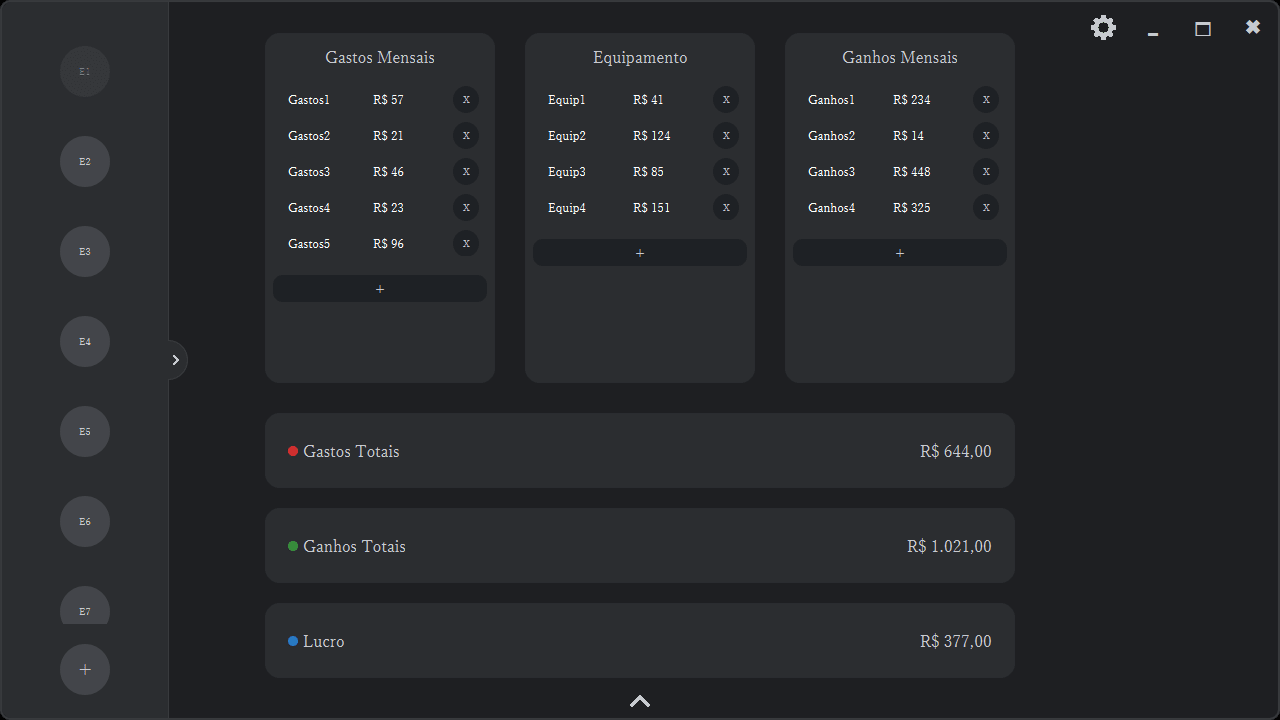 E1
E2
E3
E4
E5
E6
E7
+
Gastos Mensais
Gastos1 R$ 57 x
Gastos2 R$ 21 x
Gastos3 R$ 46 x
Gastos4 R$ 23 x
Gastos5 R$ 96 x
+
Equipamento
Equip1 R$ 41 x
Equip2 R$ 124 x
Equip3 R$ 85 x
Equip4 R$ 151 x
+
Ganhos Mensais
Ganhos1 R$ 234 x
Ganhos2 R$ 14 x
Ganhos3 R$ 448 x
Ganhos4 R$ 325 x
+
Gastos Totais R$ 644,00
Ganhos Totais R$ 1.021,00
Lucro R$ 377,00